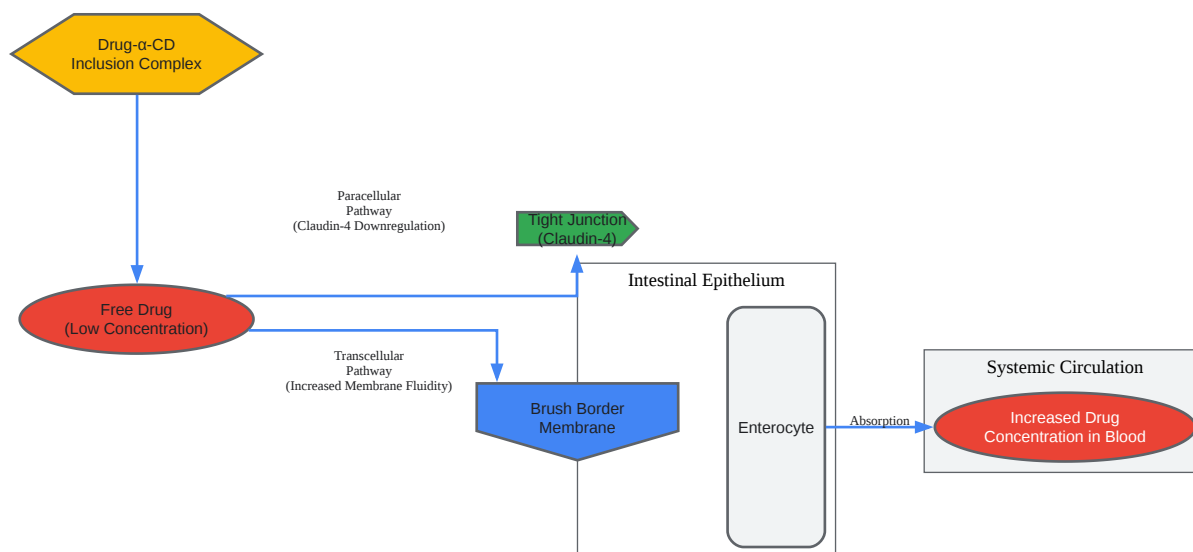 Drug-α-CD
Inclusion Complex
Paracellular
Pathway
(Claudin-4 Downregulation)
Tight Junction
(Claudin-4)
Intestinal Epithelium
Free Drug
(Low Concentration)
Transcellular
Pathway
(Increased Membrane Fluidity)
Brush Border
Membrane
Enterocyte
Absorption
Systemic Circulation
Increased Drug
Concentration in Blood